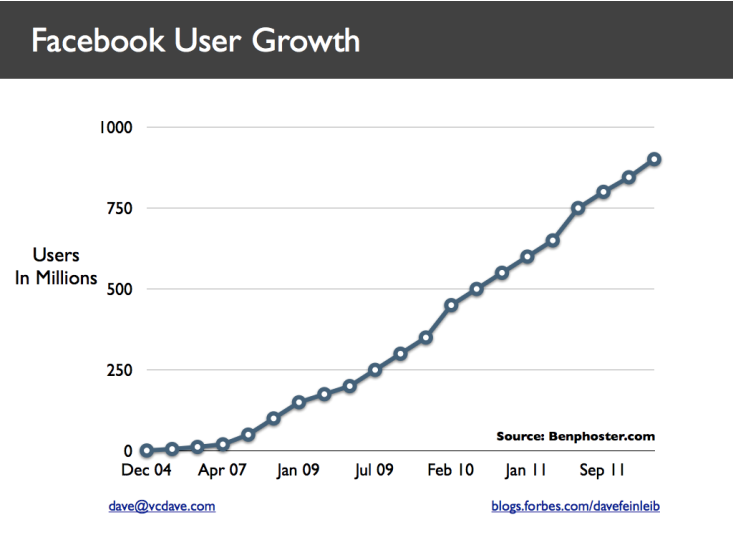 Facebook User Growth
1000
750
Users
In Millions
500
250
0
Source: Benphoster.com
Dec 04 Apr 07 Jan 09 Jul 09 Feb 10 Jan 11 Sep 11
dave@vcdave.com
blogs.forbes.com/davefeinleib